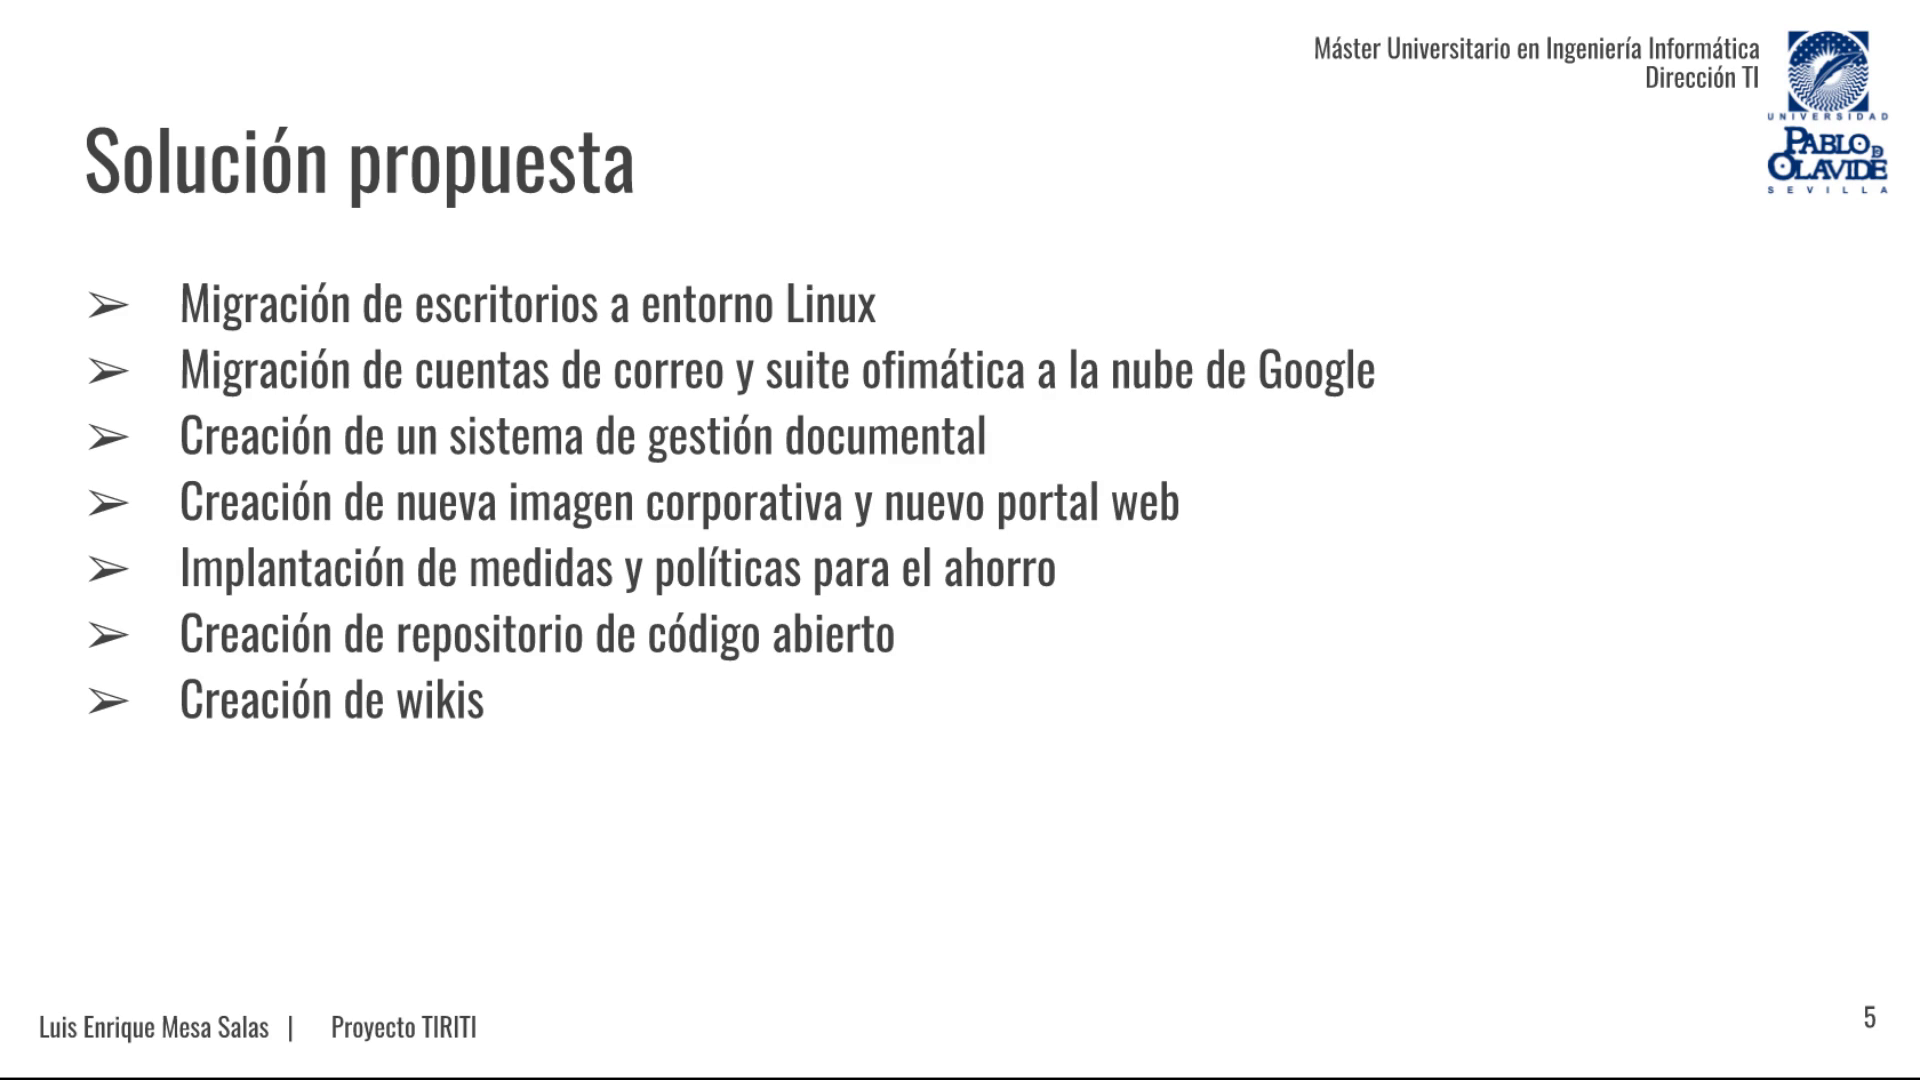 Máster Universitario en Ingeniería Informática
Dirección TI
UNIVERSIDAD
PABLO DE
OLAVIDE
SEVILLA
Solución propuesta
➢ Migración de escritorios a entorno Linux
➢ Migración de cuentas de correo y suite ofimática a la nube de Google
➢ Creación de un sistema de gestión documental
➢ Creación de nueva imagen corporativa y nuevo portal web
➢ Implantación de medidas y políticas para el ahorro
➢ Creación de repositorio de código abierto
➢ Creación de wikis
Luis Enrique Mesa Salas | Proyecto TIRITI
5